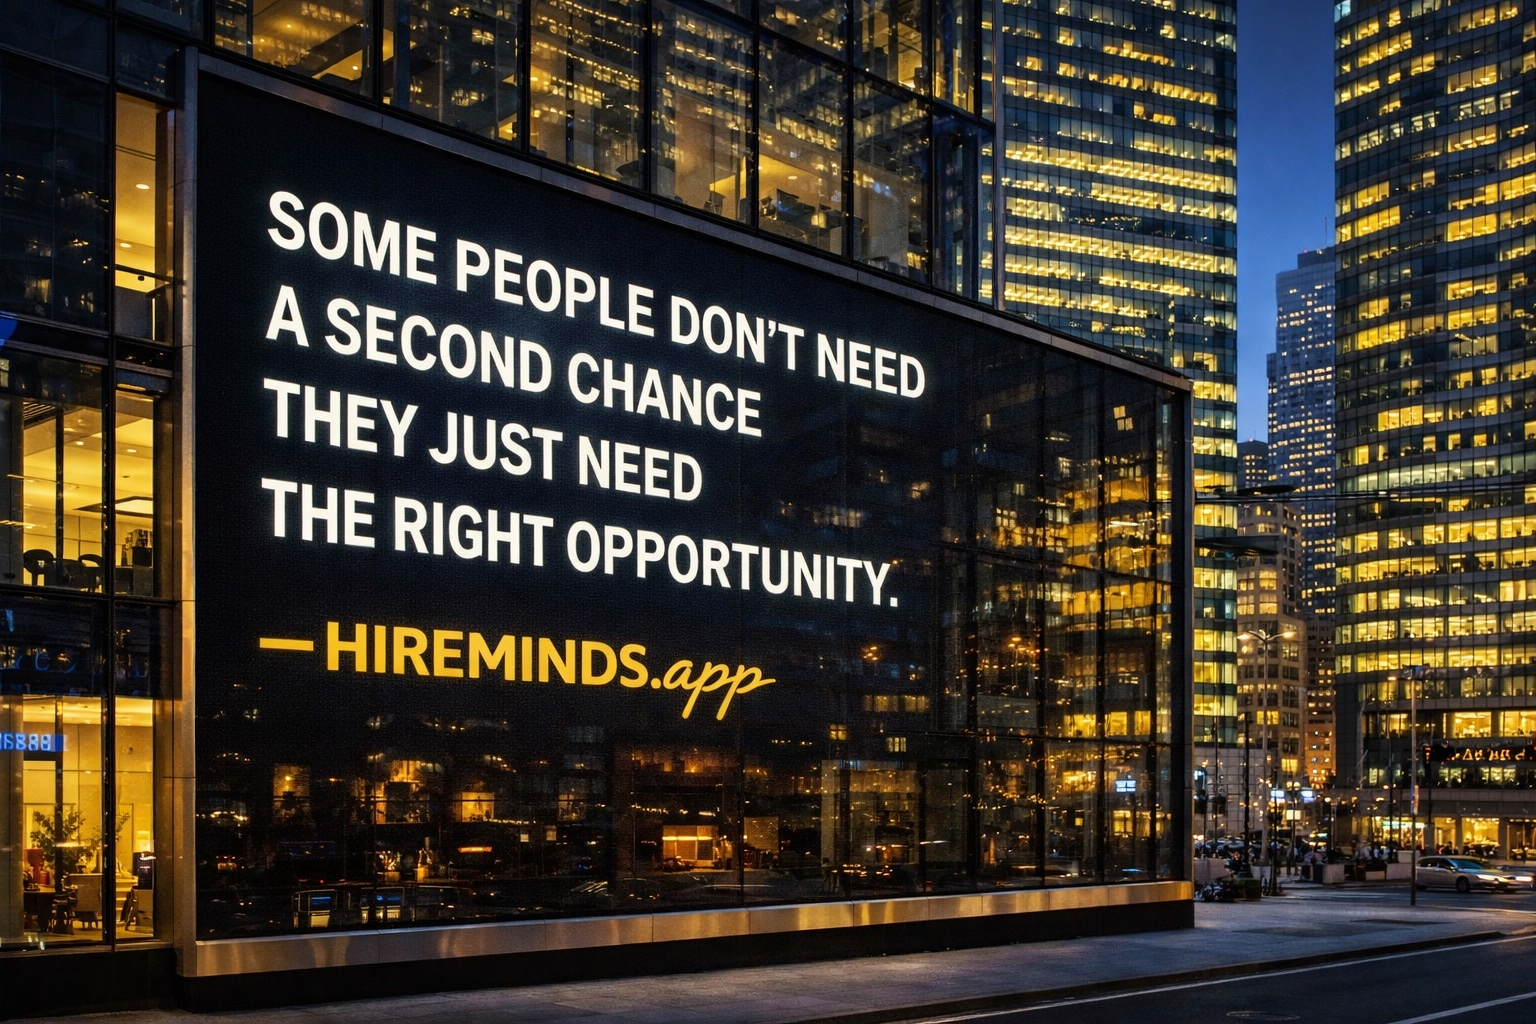 SOME PEOPLE DON'T NEED
A SECOND CHANCE
THEY JUST NEED
THE RIGHT OPPORTUNITY.
—HIREMINDS.app